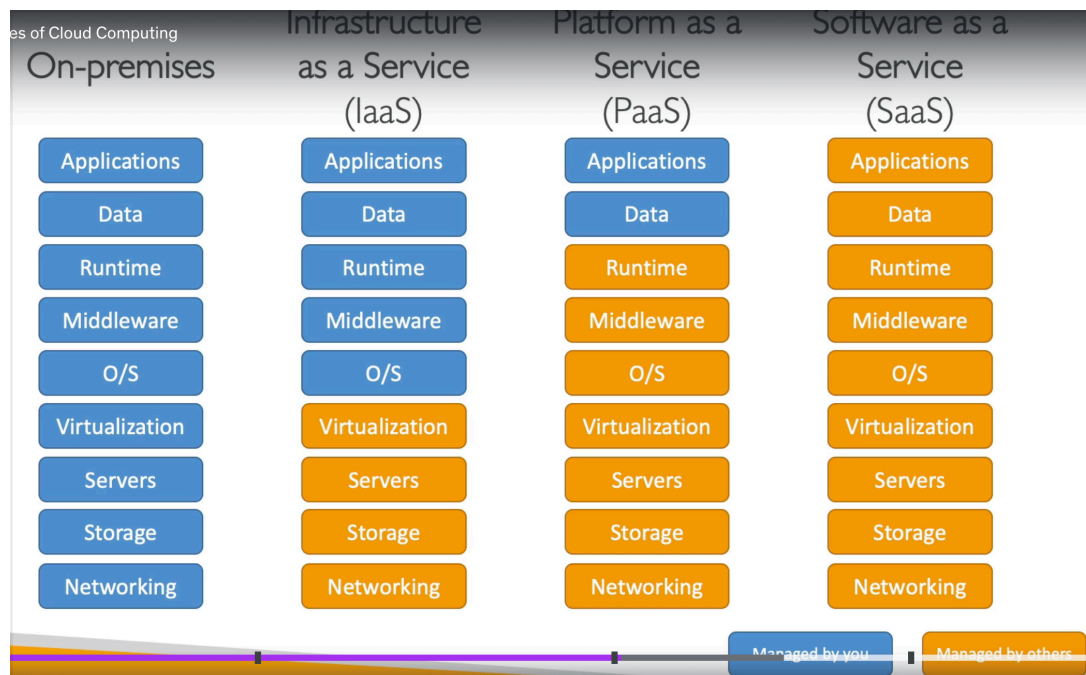 es of Cloud Computing
On-premises
Infrastructure
as a Service
(IaaS)
Platform as a
Service
(PaaS)
Software as a
Service
(SaaS)
Applications
Data
Runtime
Middleware
O/S
Virtualization
Servers
Storage
Networking
Applications
Data
Runtime
Middleware
O/S
Virtualization
Servers
Storage
Networking
Applications
Data
Runtime
Middleware
O/S
Virtualization
Servers
Storage
Networking
Applications
Data
Runtime
Middleware
O/S
Virtualization
Servers
Storage
Networking
Managed by you
Managed by others